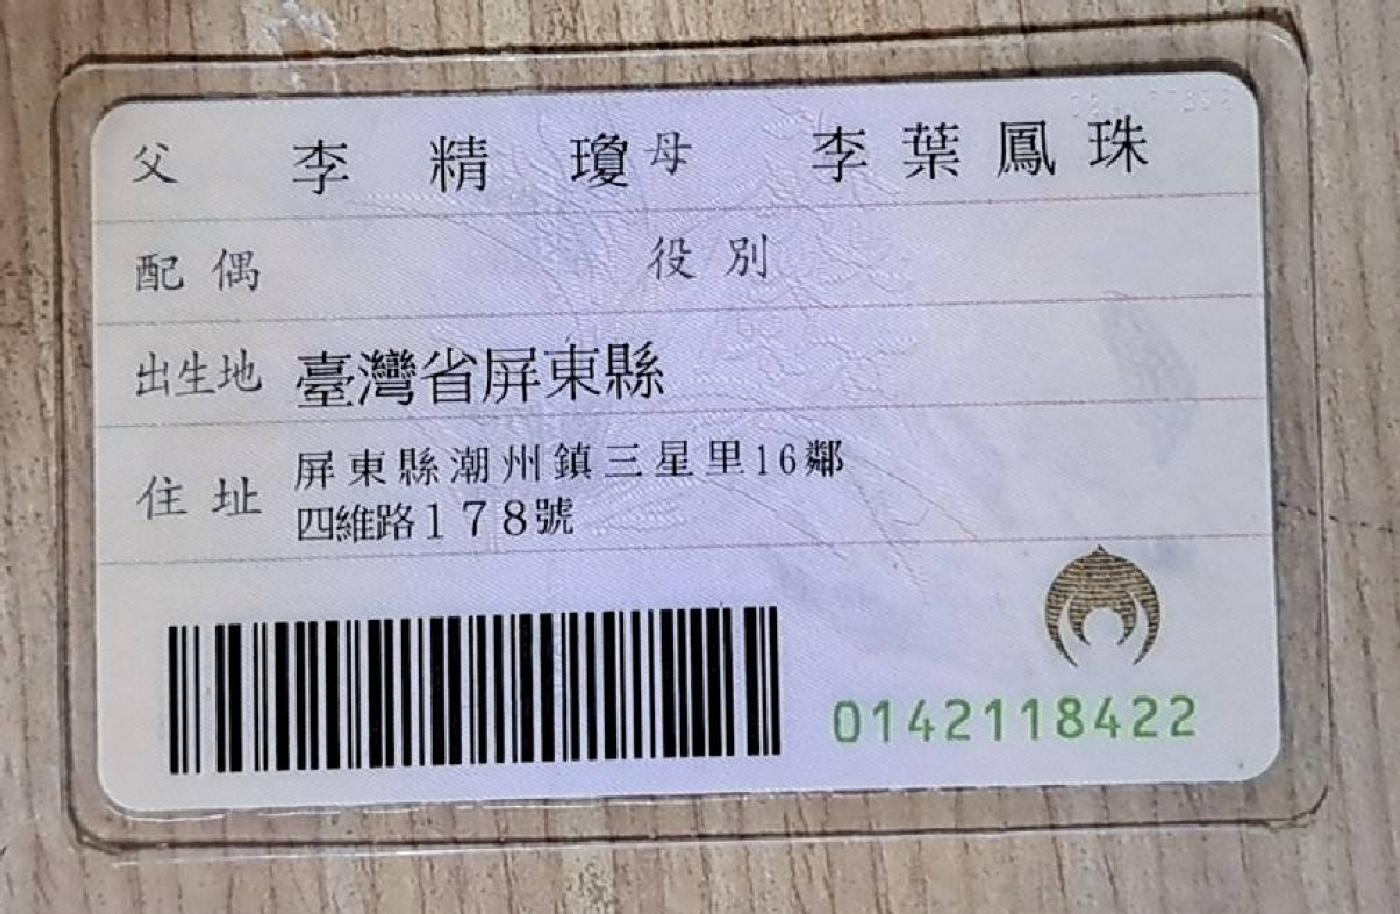 父 李精瓊 母 李葉鳳珠
配偶 役別
出生地 臺灣省屏東縣
住址 屏東縣潮州鎮三星里16鄰
四維路178號
0142118422